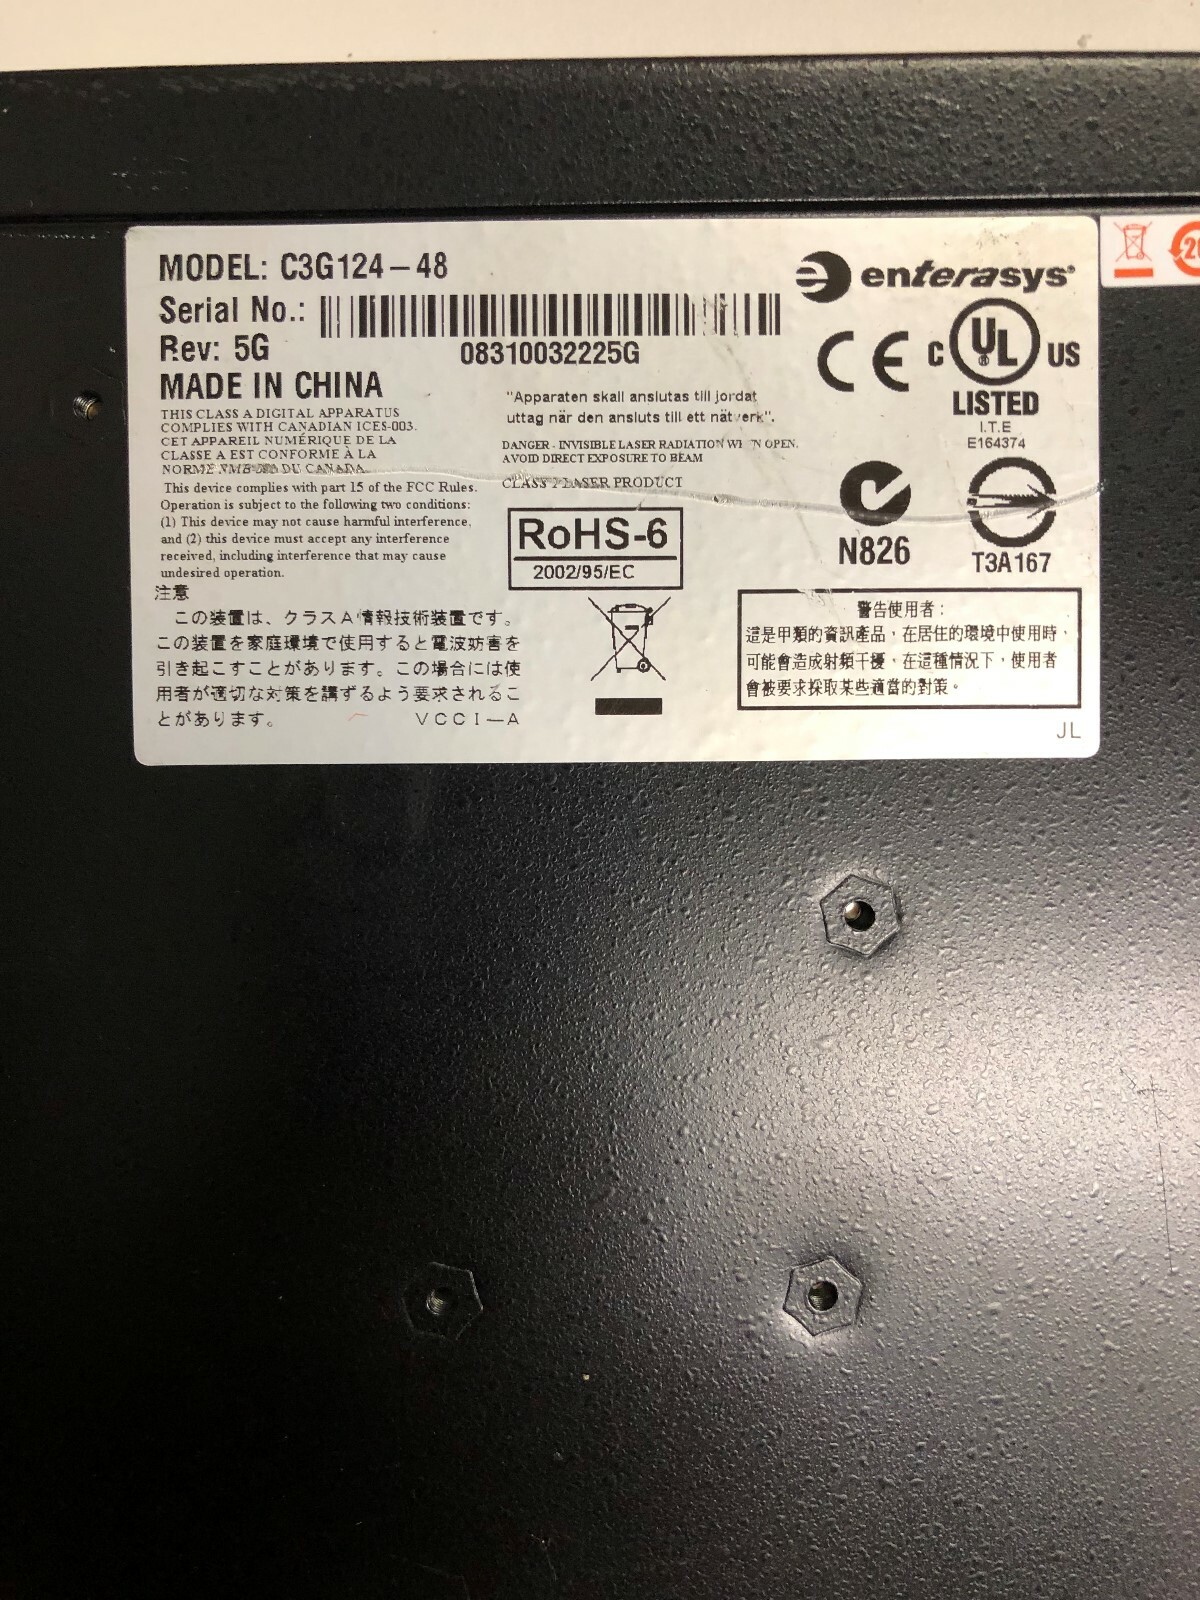 MODEL: C3G124-48
Serial No.:
Rev: 5G
08310032225G
MADE IN CHINA
THIS CLASS A DIGITAL APPARATUS
COMPLIES WITH CANADIAN ICES-003.
CET APPAREIL NUMÉRIQUE DE LA
CLASSE A EST CONFORME À LA
NORME DU CANADA
This device complies with part 15 of the FCC Rules.
Operation is subject to the following two conditions:
(1) This device may not cause harmful interference,
and (2) this device must accept any interference
received, including interference that may cause
undesired operation.
注意
この装置は、クラスA情報技術装置です。
この装置を家庭環境で使用すると電波妨害を
引き起こすことがあります。この場合には使
用者が適切な対策を講ずるよう要求されるこ
とがあります。 VCCI-A
"Apparaten skall anslutas till jordat
uttag när den ansluts till ett".
DANGER - INVISIBLE LASER RADIATION OPEN.
AVOID DIRECT EXPOSURE TO BEAM
CLASS LASER PRODUCT
RoHS-6
2002/95/EC
enterasys
CE
C UL US
®
LISTED
I.T.E
E164374
N826
T3A167
警告使用者:
這是甲類的資訊產品,在居住的環境中使用時,
可能會造成射頻干擾,在這種情況下,使用者
會被要求採取某些適當的對策。
JL
20